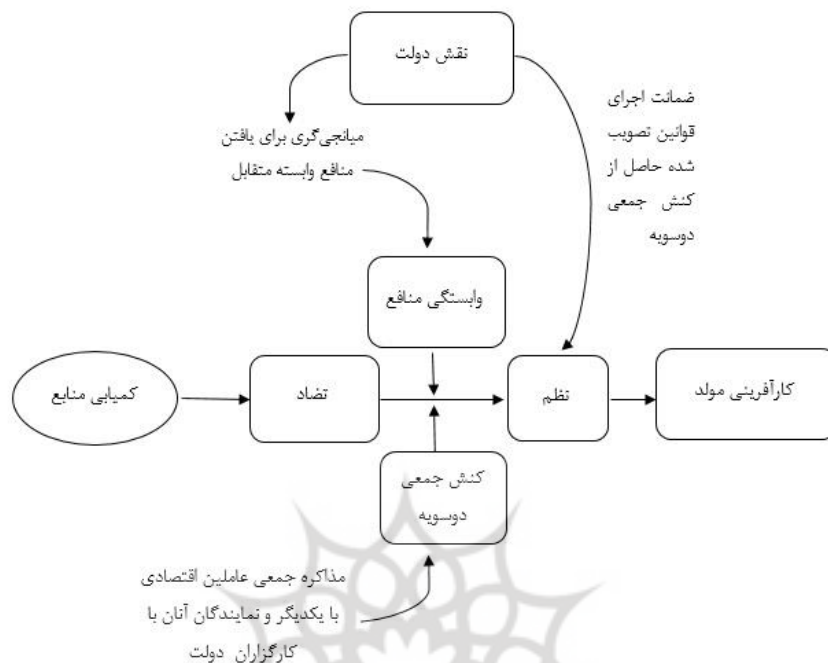 نقش دولت
ضمانت اجرای
قوانین تصویب
شده حاصل از
کنش جمعی
دوسویه
میانجی‌گری برای یافتن
منافع وابسته متقابل
وابستگی منافع
کمیابی منابع
تضاد
نظم
کارآفرینی مولد
کنش جمعی
دوسویه
مذاکره جمعی عاملین اقتصادی
با یکدیگر و نمایندگان آنان با
کارگزاران دولت